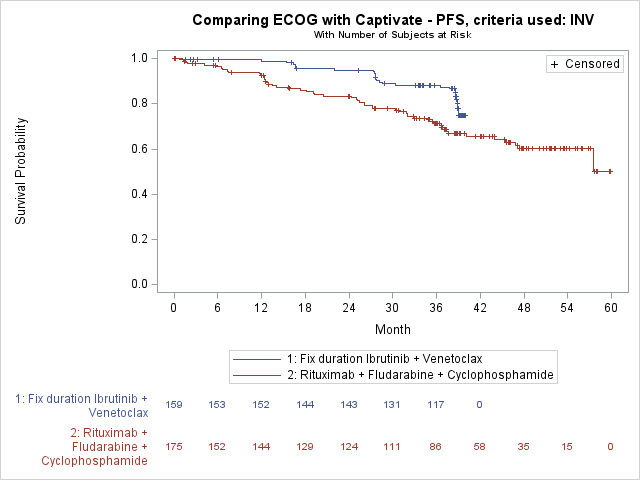 Comparing ECOG with Captivate - PFS, criteria used: INV
With Number of Subjects at Risk
+ Censored
Survival Probability
1.0
0.8
0.6
0.4
0.2
0.0
0 6 12 18 24 30 36 42 48 54 60
Month
1: Fix duration Ibrutinib + Venetoclax
2: Rituximab + Fludarabine + Cyclophosphamide
1: Fix duration Ibrutinib +
Venetoclax
159 153 152 144 143 131 117 0
2: Rituximab +
Fludarabine +
Cyclophosphamide
175 152 144 129 124 111 86 58 35 15 0